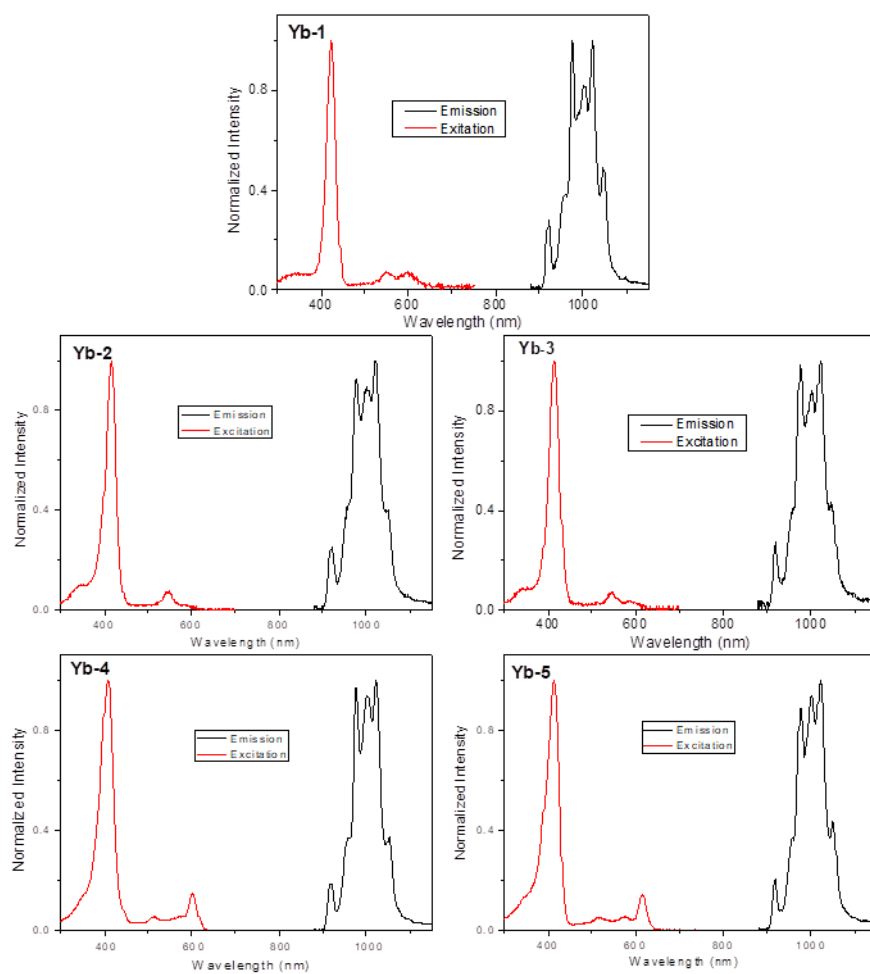 Yb-1
Normalized Intensity
0.8
0.4
0.0
Emission
Exitation
400 600 800 1000
Wavelength (nm)
Yb-2
Normalized Intensity
0.8
0.4
0.0
Emission
Excitation
400 600 800 1000
Wavelength (nm)
Yb-3
Normalized Intensity
0.8
0.4
0.0
Emission
Excitation
400 600 800 1000
Wavelength (nm)
Yb-4
Normalized Intensity
0.8
0.4
0.0
Emission
Excitation
400 600 800 1000
Wavelength (nm)
Yb-5
Normalized Intensity
0.8
0.4
0.0
Emission
Excitation
400 600 800 1000
Wavelength (nm)